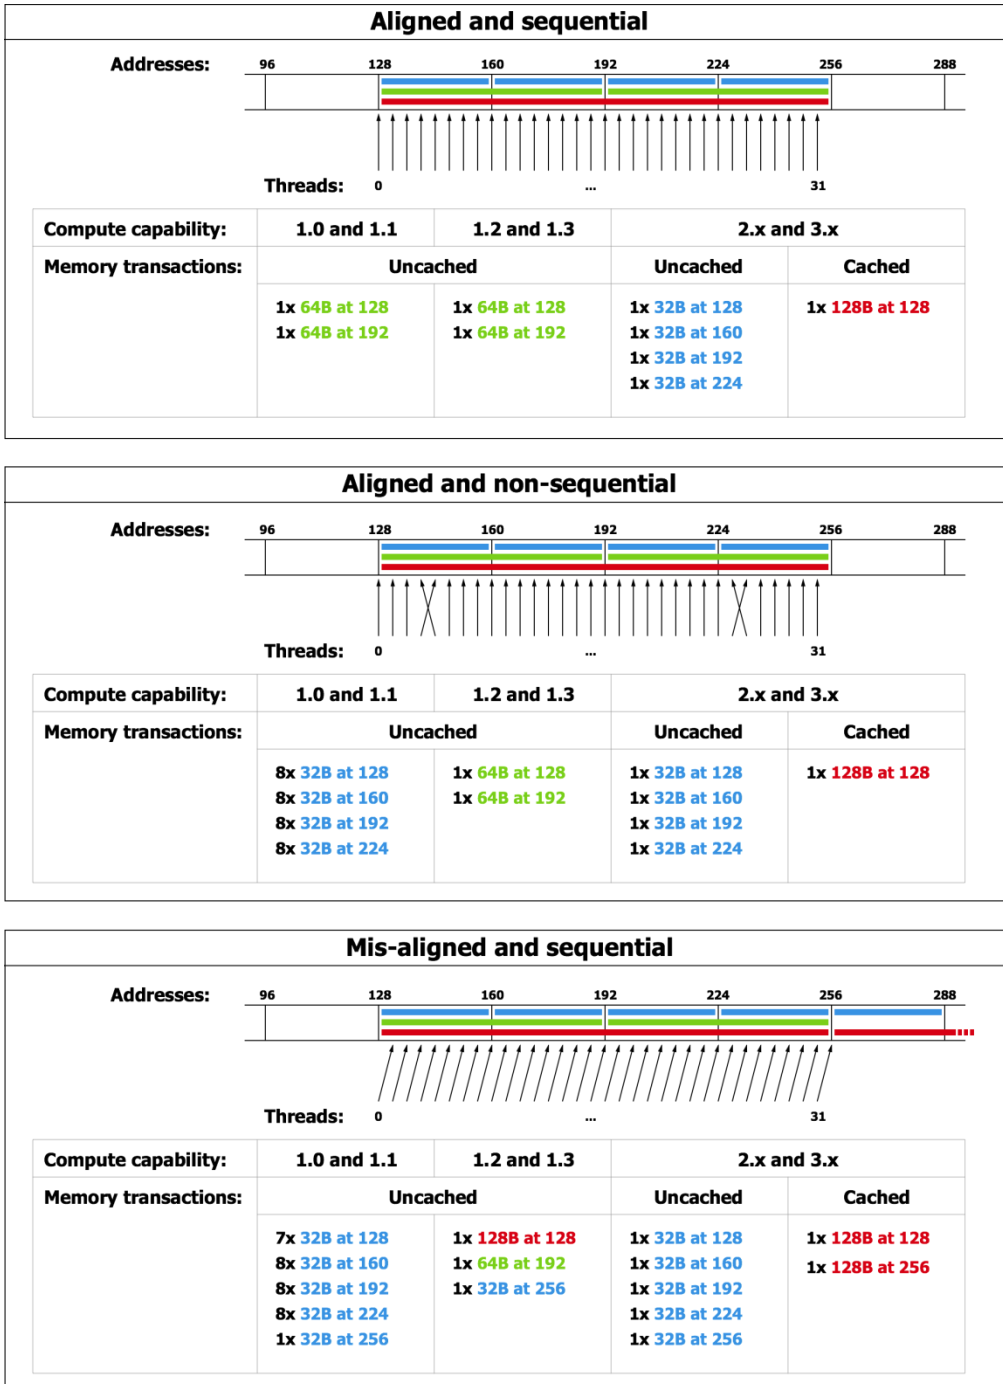 Aligned and sequential
Addresses: 96 128 160 192 224 256 288
Threads: 0 ... 31
Compute capability: 1.0 and 1.1 1.2 and 1.3 2.x and 3.x
Memory transactions: Uncached Uncached Cached
1x 64B at 128 1x 64B at 128 1x 32B at 128 1x 128B at 128
1x 64B at 192 1x 64B at 192 1x 32B at 160
1x 32B at 192
1x 32B at 224
Aligned and non-sequential
Addresses: 96 128 160 192 224 256 288
Threads: 0 ... 31
Compute capability: 1.0 and 1.1 1.2 and 1.3 2.x and 3.x
Memory transactions: Uncached Uncached Cached
8x 32B at 128 1x 64B at 128 1x 32B at 128 1x 128B at 128
8x 32B at 160 1x 64B at 192 1x 32B at 160
8x 32B at 192 1x 32B at 192
8x 32B at 224 1x 32B at 224
Mis-aligned and sequential
Addresses: 96 128 160 192 224 256 288
Threads: 0 ... 31
Compute capability: 1.0 and 1.1 1.2 and 1.3 2.x and 3.x
Memory transactions: Uncached Uncached Cached
7x 32B at 128 1x 128B at 128 1x 32B at 128 1x 128B at 128
8x 32B at 160 1x 64B at 192 1x 32B at 160 1x 128B at 256
8x 32B at 192 1x 32B at 256 1x 32B at 192
8x 32B at 224 1x 32B at 224
1x 32B at 256 1x 32B at 256